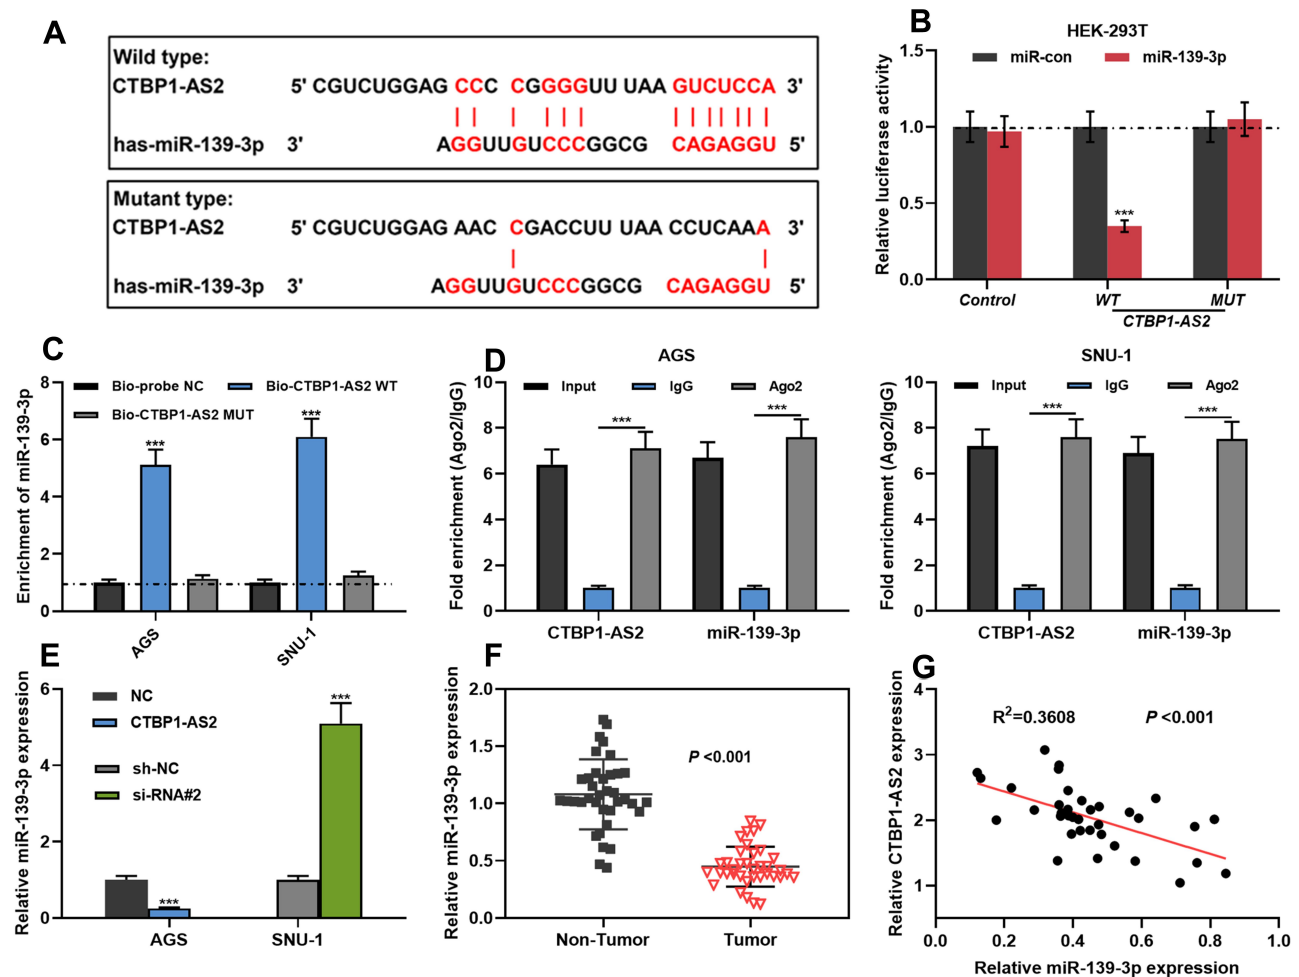 A
Wild type:
CTBP1-AS2 5' CGUCUGGAG CCC CGGGGUU UAA GUCUCCA 3'
has-miR-139-3p 3' AGGUUGUCCCGGCG CAGAGGU 5'
Mutant type:
CTBP1-AS2 5' CGUCUGGAG AAC CGACCUU UAA CCUCAAA 3'
has-miR-139-3p 3' AGGUUGUCCCGGCG CAGAGGU 5'
B
HEK-293T
miR-con miR-139-3p
Relative luciferase activity
1.5
1.0
0.5
0.0
***
Control WT MUT
CTBP1-AS2
C
Bio-probe NC Bio-CTBP1-AS2 WT
Bio-CTBP1-AS2 MUT
Enrichment of miR-139-3p
8
6
4
2
0
*** ***
AGS SNU-1
D
AGS
Input IgG Ago2
Fold enrichment (Ago2/IgG)
10
8
6
4
2
0
*** ***
CTBP1-AS2 miR-139-3p
SNU-1
Input IgG Ago2
Fold enrichment (Ago2/IgG)
10
8
6
4
2
0
*** ***
CTBP1-AS2 miR-139-3p
E
NC
CTBP1-AS2
sh-NC
si-RNA#2
Relative miR-139-3p expression
6
4
2
0
*** ***
AGS SNU-1
F
Relative miR-139-3p expression
2.0
1.5
1.0
0.5
0.0
P <0.001
Non-Tumor Tumor
G
Relative CTBP1-AS2 expression
4
3
2
1
R2=0.3608 P <0.001
0.0 0.2 0.4 0.6 0.8 1.0
Relative miR-139-3p expression